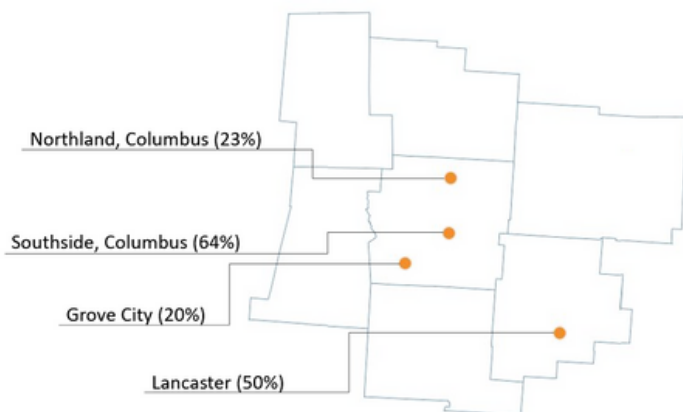 Northland, Columbus (23%)
Southside, Columbus (64%)
Grove City (20%)
Lancaster (50%)